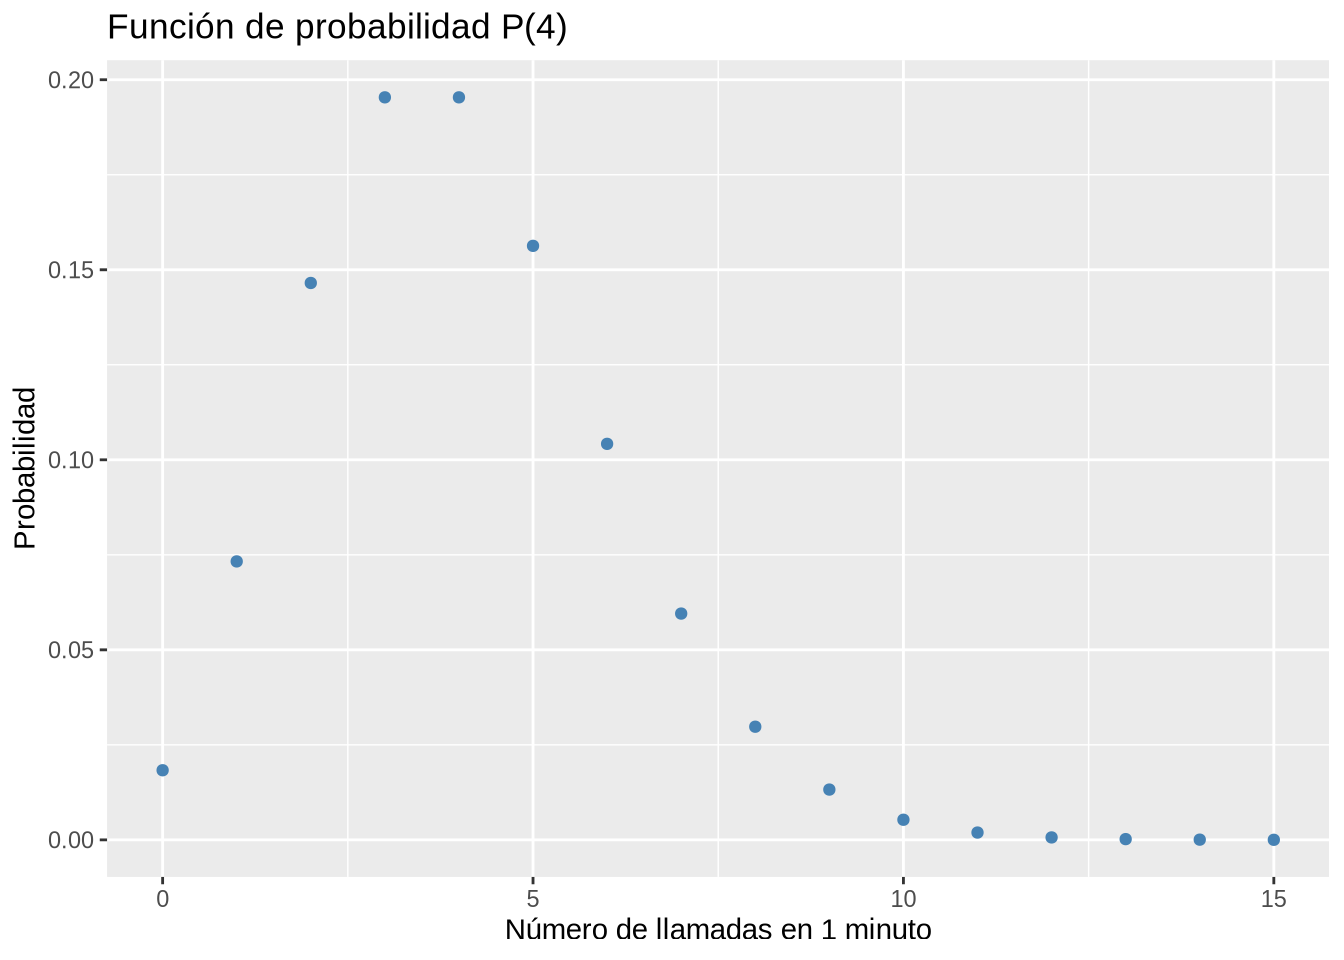 Función de probabilidad P(4)
0.20
0.15
0.10
0.05
0.00
Probabilidad
0 5 10 15
Número de llamadas en 1 minuto